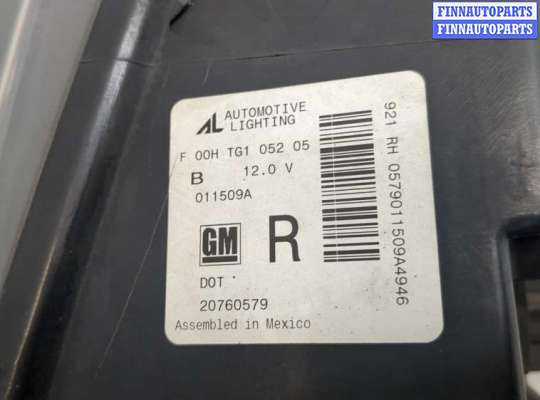 FINNAUTOPARTS
FINNAUTOPARTS
AL AUTOMOTIVE
LIGHTING
F 00H TG1 052 05
B 12.0 V
011509A
GM R
DOT
20760579
Assembled in Mexico
921 RH 0579011509A4946